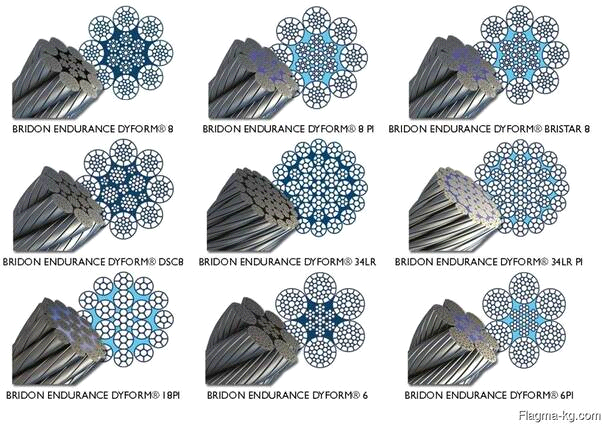 BRIDON ENDURANCE DYFORM® 8
BRIDON ENDURANCE DYFORM® 8 PI
BRIDON ENDURANCE DYFORM® BRISTAR 8
BRIDON ENDURANCE DYFORM® DSC8
BRIDON ENDURANCE DYFORM® 34LR
BRIDON ENDURANCE DYFORM® 34LR PI
BRIDON ENDURANCE DYFORM® 18PI
BRIDON ENDURANCE DYFORM® 6
BRIDON ENDURANCE DYFORM® 6PI
Flagma-kg.com